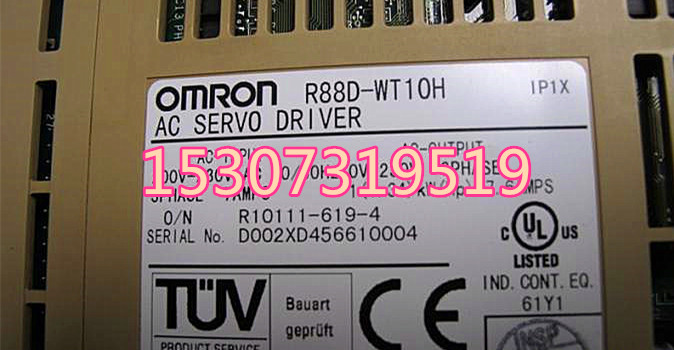 OMRON R88D-WT10H IP1X
AC SERVO DRIVER
15307319519
O/N R10111-619-4
SERIAL No. D002XD456610004
C UL US
LISTED
IND. CONT. EQ.
61Y1
TÜV
Bauart
geprüft
CE
PRODUCT SERVICE